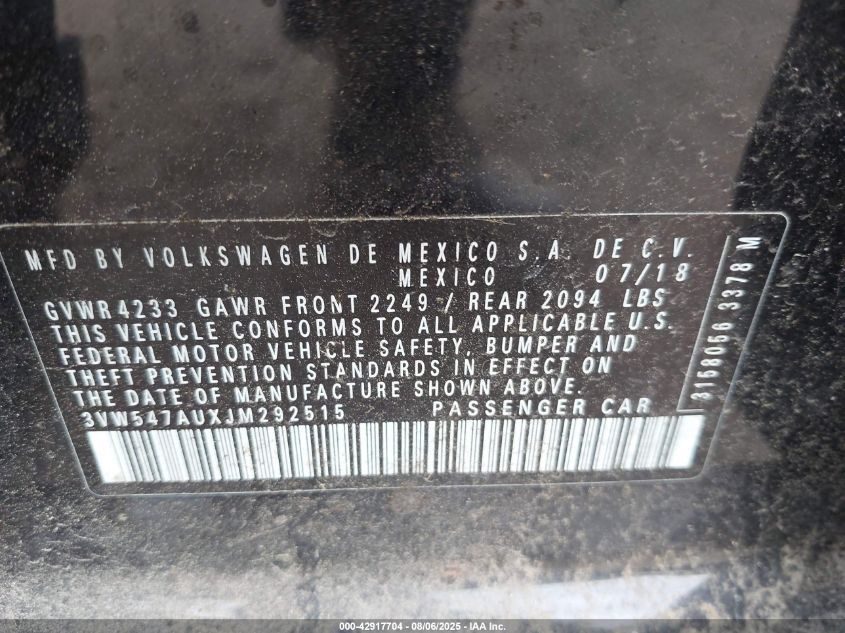 MFD BY VOLKSWAGEN DE MEXICO S.A. DE C.V.
MEXICO 07/18
GVWR4233 GAWR FRONT 2249 / REAR 2094 LBS
THIS VEHICLE CONFORMS TO ALL APPLICABLE U.S.
FEDERAL MOTOR VEHICLE SAFETY, BUMPER AND
THEFT PREVENTION STANDARDS IN EFFECT ON
THE DATE OF MANUFACTURE SHOWN ABOVE.
3VW547AUXJM292515 PASSENGER CAR
3158056 3378 M
000-42917704 - 08/06/2025 - IAA Inc.